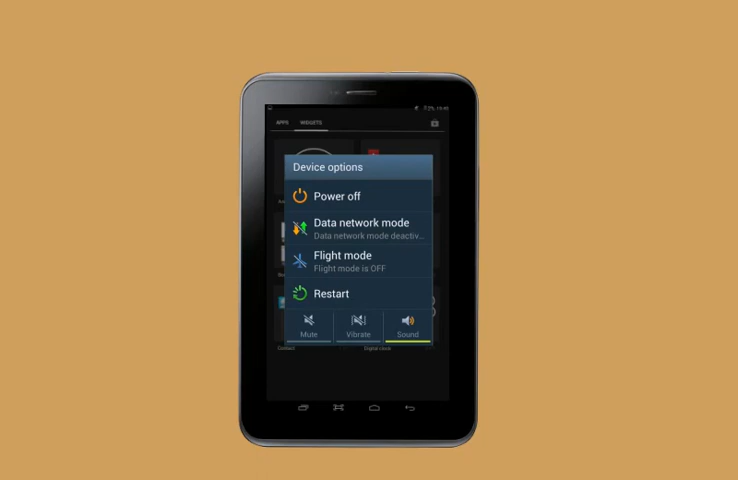 APPS WIDGETS
Device options
Power off
Data network mode
Data network mode deactiv...
Flight mode
Flight mode is OFF
Restart
Mute Vibrate Sound
Digital clock